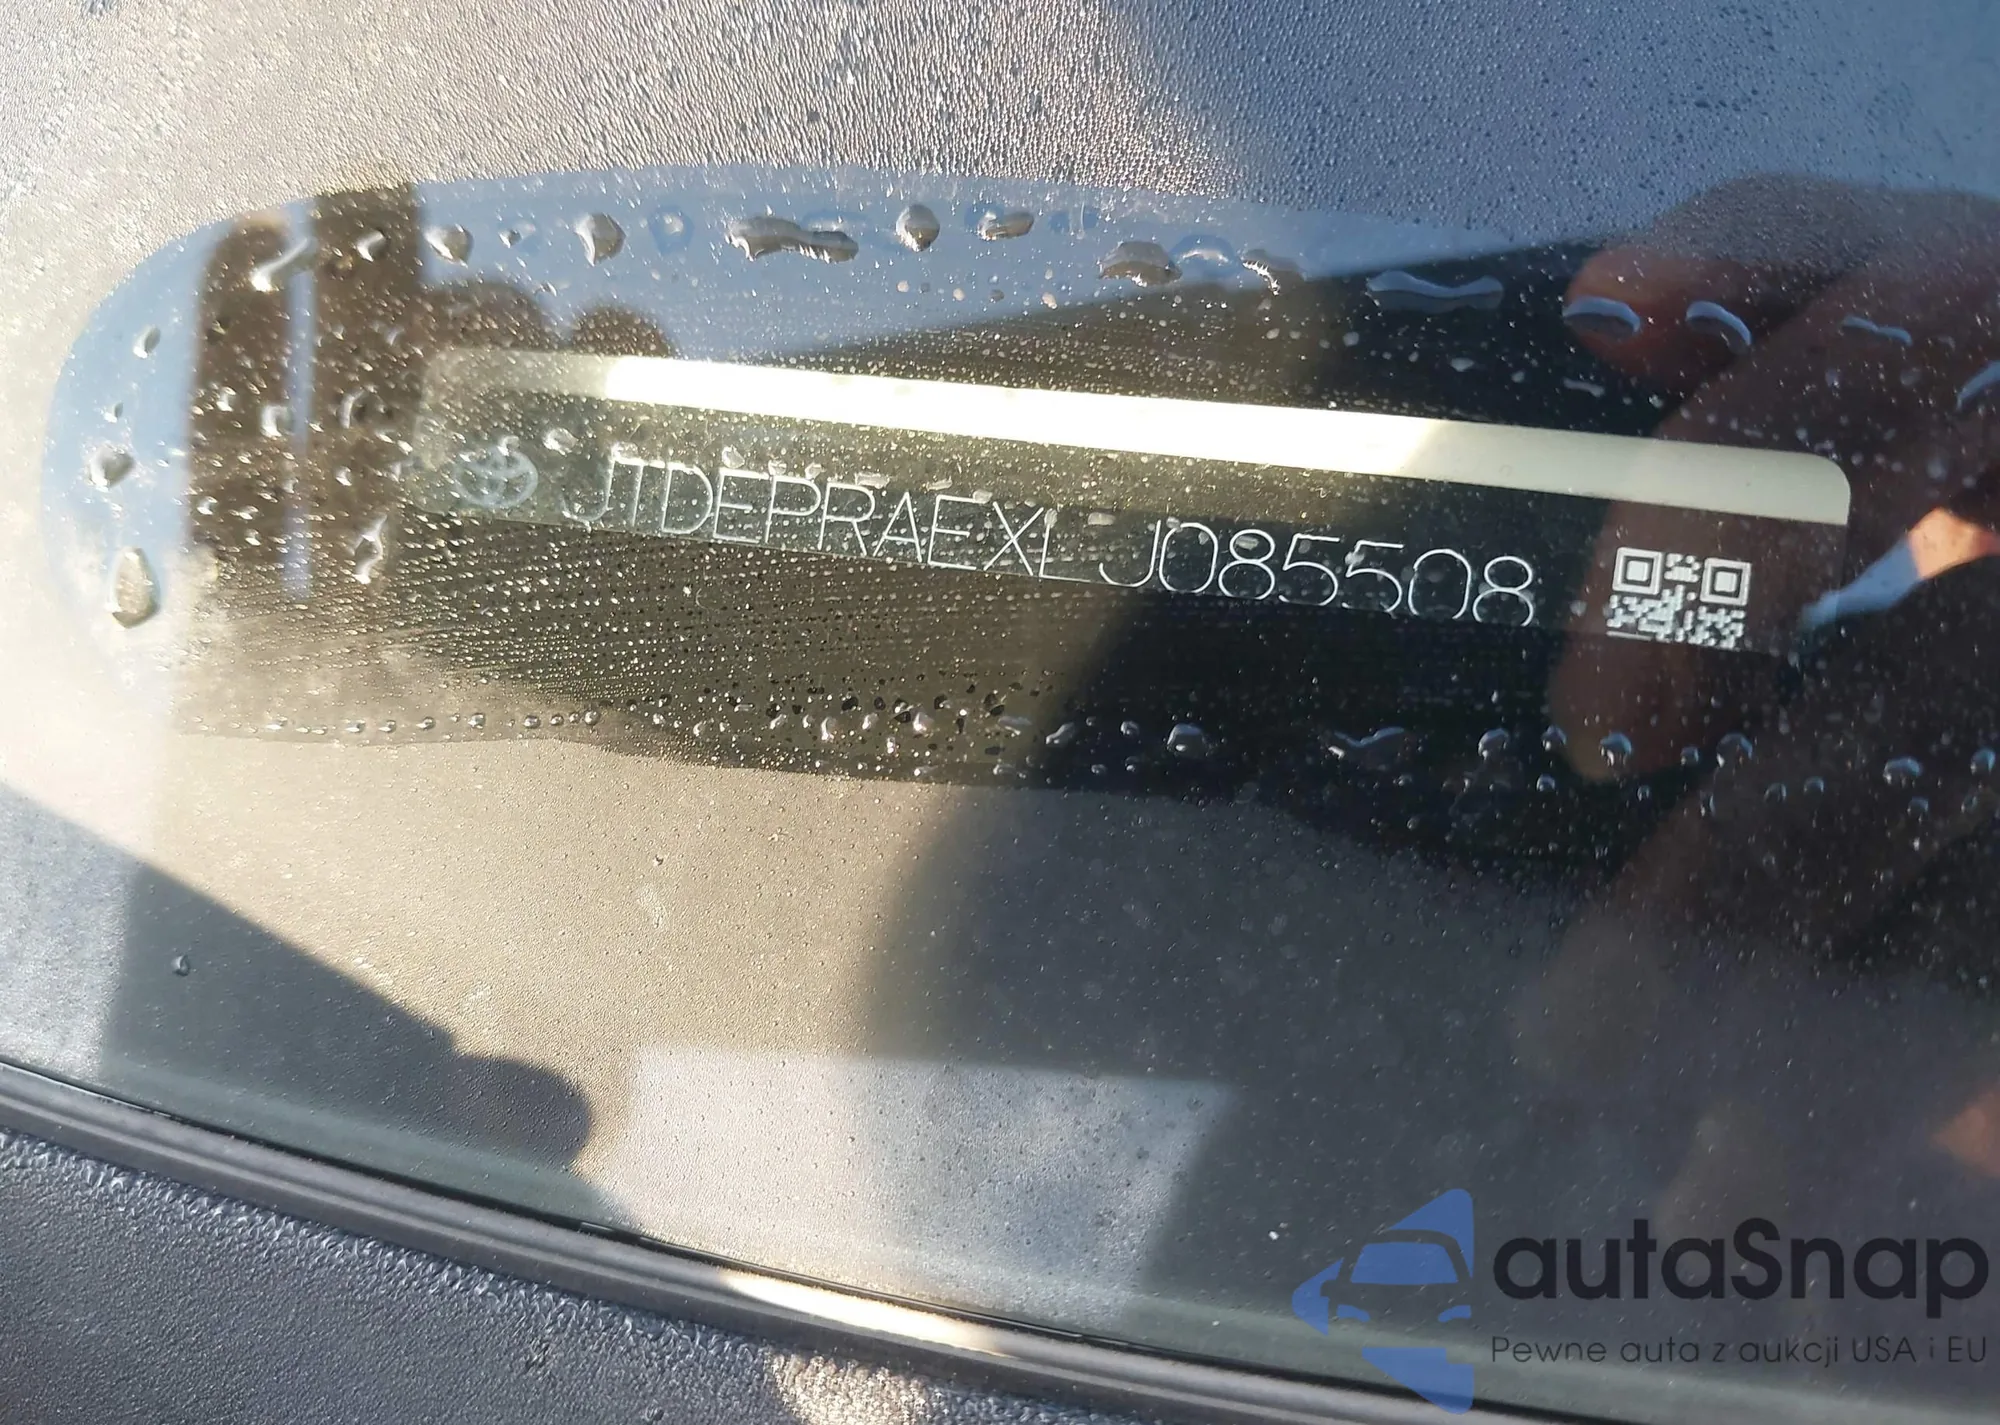 JTDEPRAEXLJ085508
autaSnap
Pewne auta z aukcji USA i EU